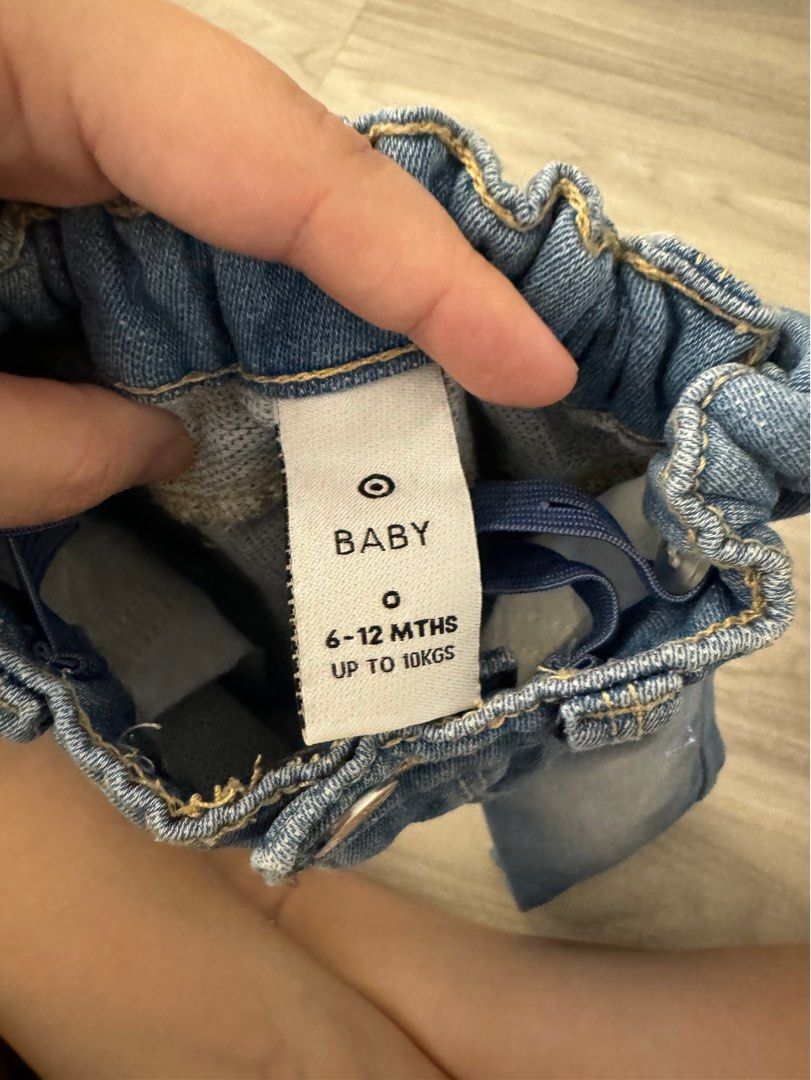 BABY
0
6-12 MTHS
UP TO 10KGS